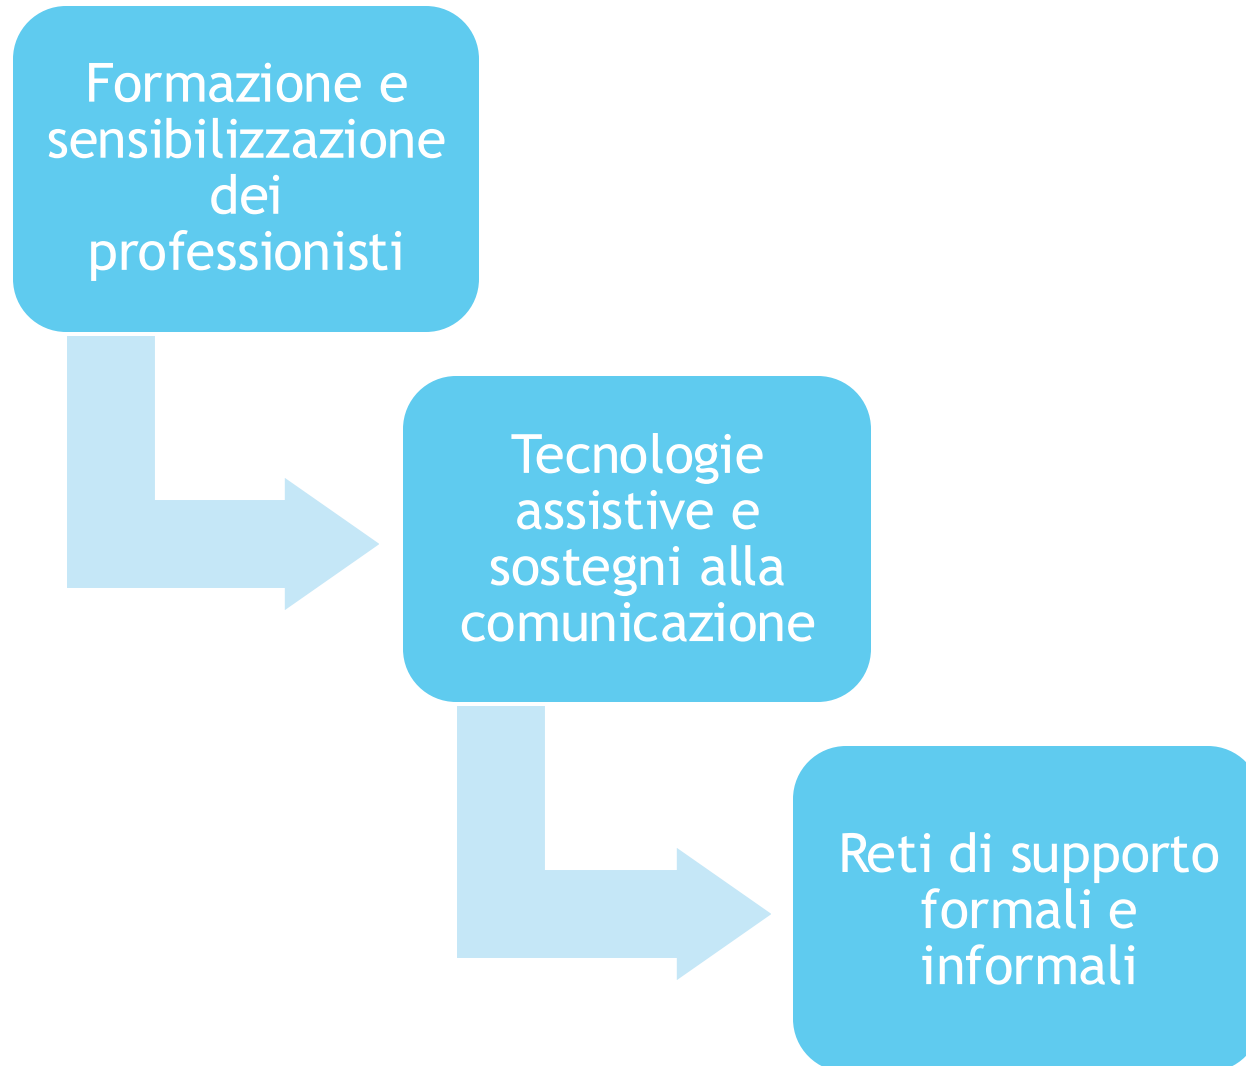 Formazione e
sensibilizzazione
dei
professionisti
Tecnologie
assistive e
sostegni alla
comunicazione
Reti di supporto
formali e
informali